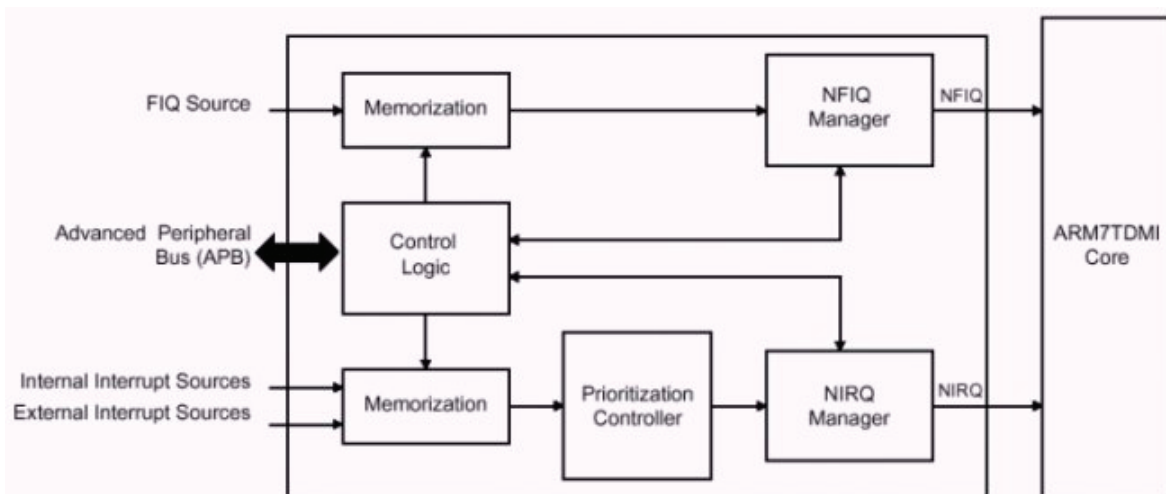 FIQ Source
Memorization
NFIQ
Manager
NFIQ
Advanced Peripheral
Bus (APB)
Control
Logic
ARM7TDMI
Core
Internal Interrupt Sources
External Interrupt Sources
Memorization
Prioritization
Controller
NIRQ
Manager
NIRQ